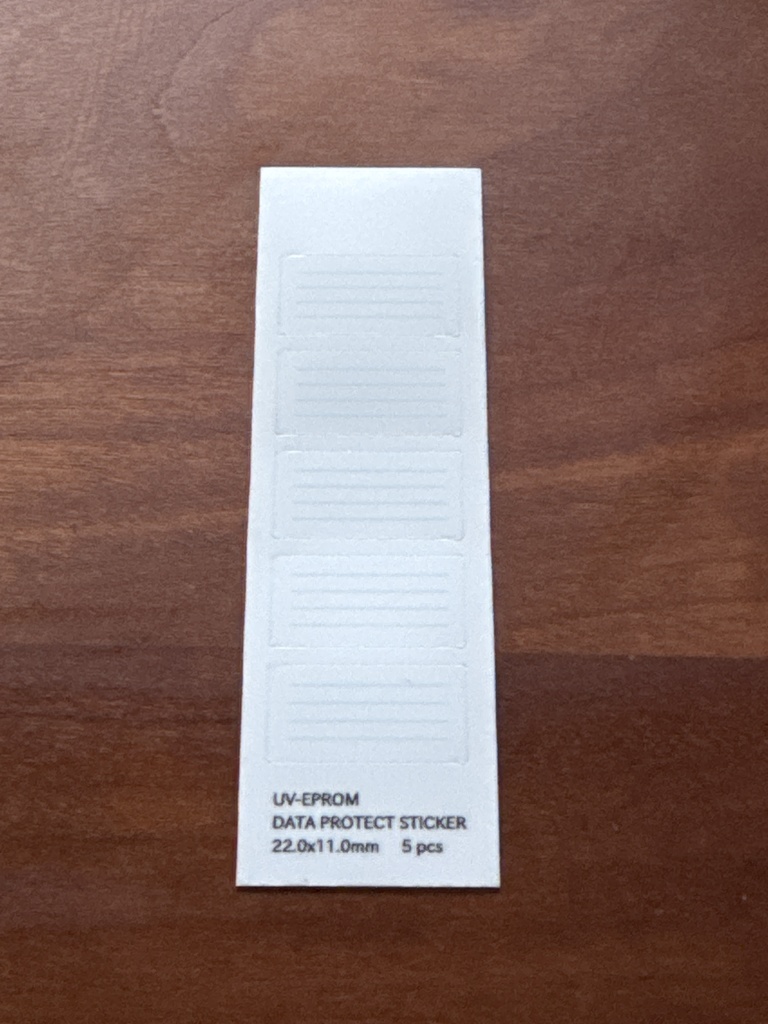 UV-EPROM
DATA PROTECT STICKER
22.0x11.0mm 5 pcs